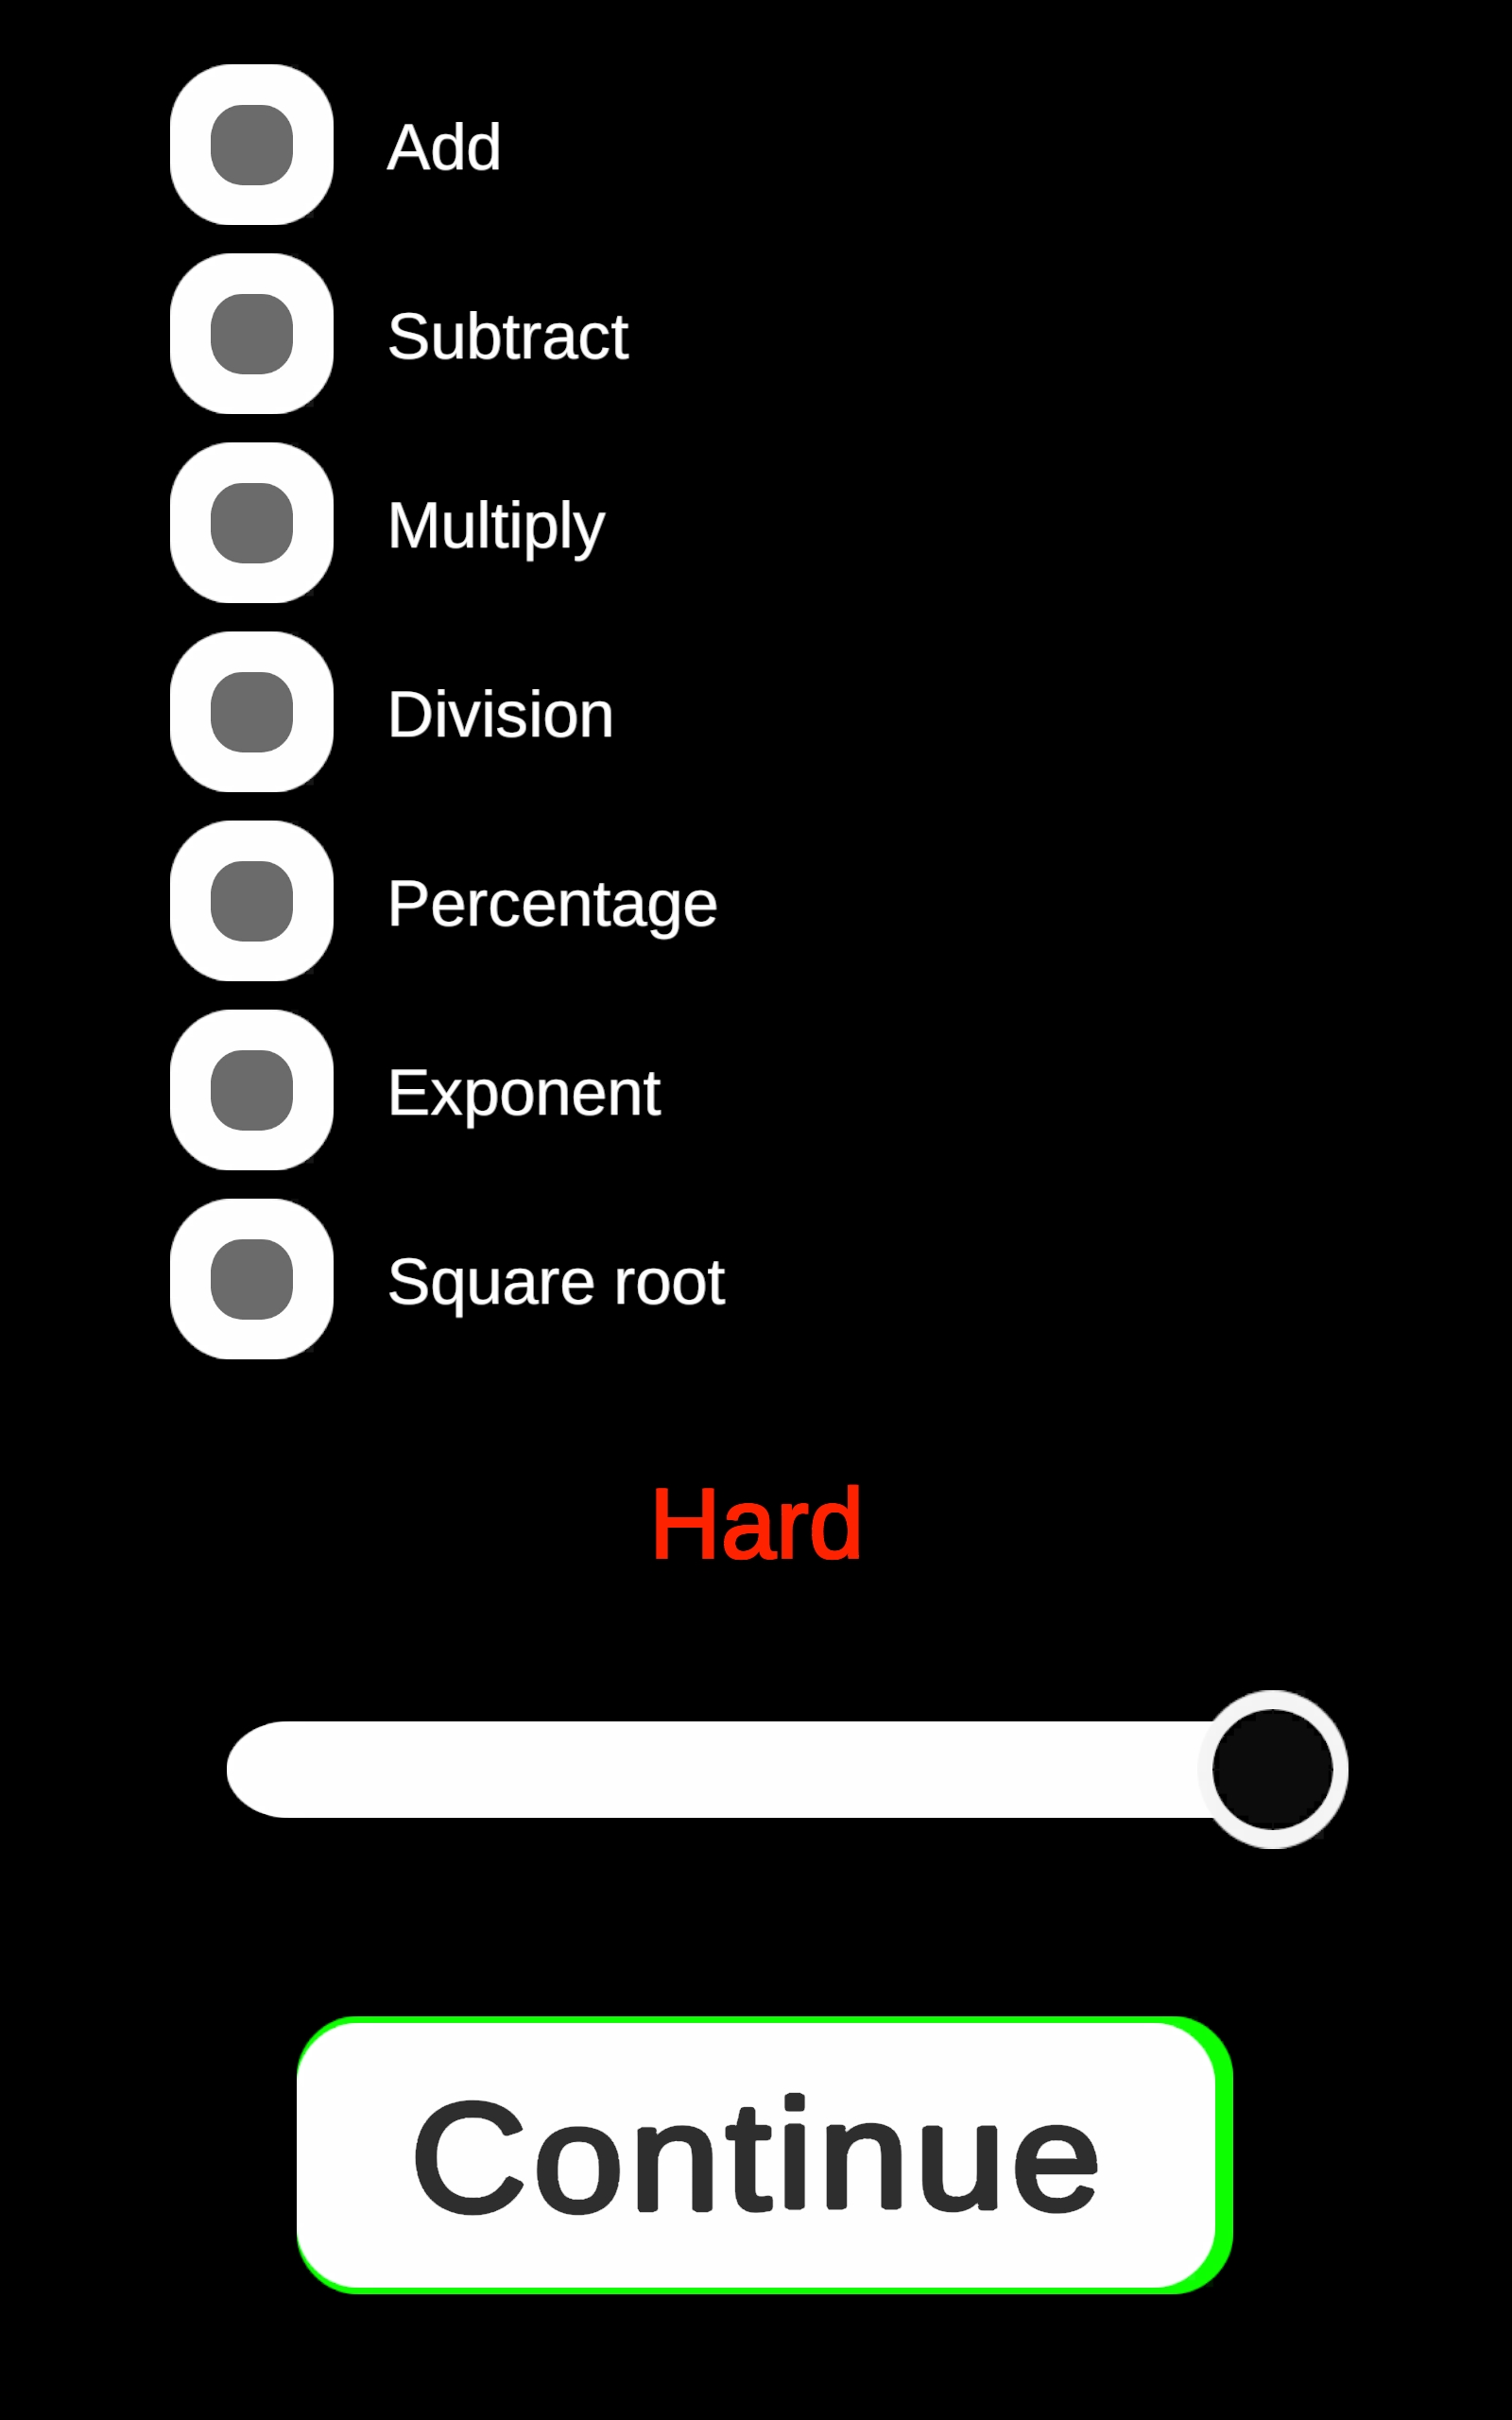 Add
Subtract
Multiply
Division
Percentage
Exponent
Square root
Hard
Continue